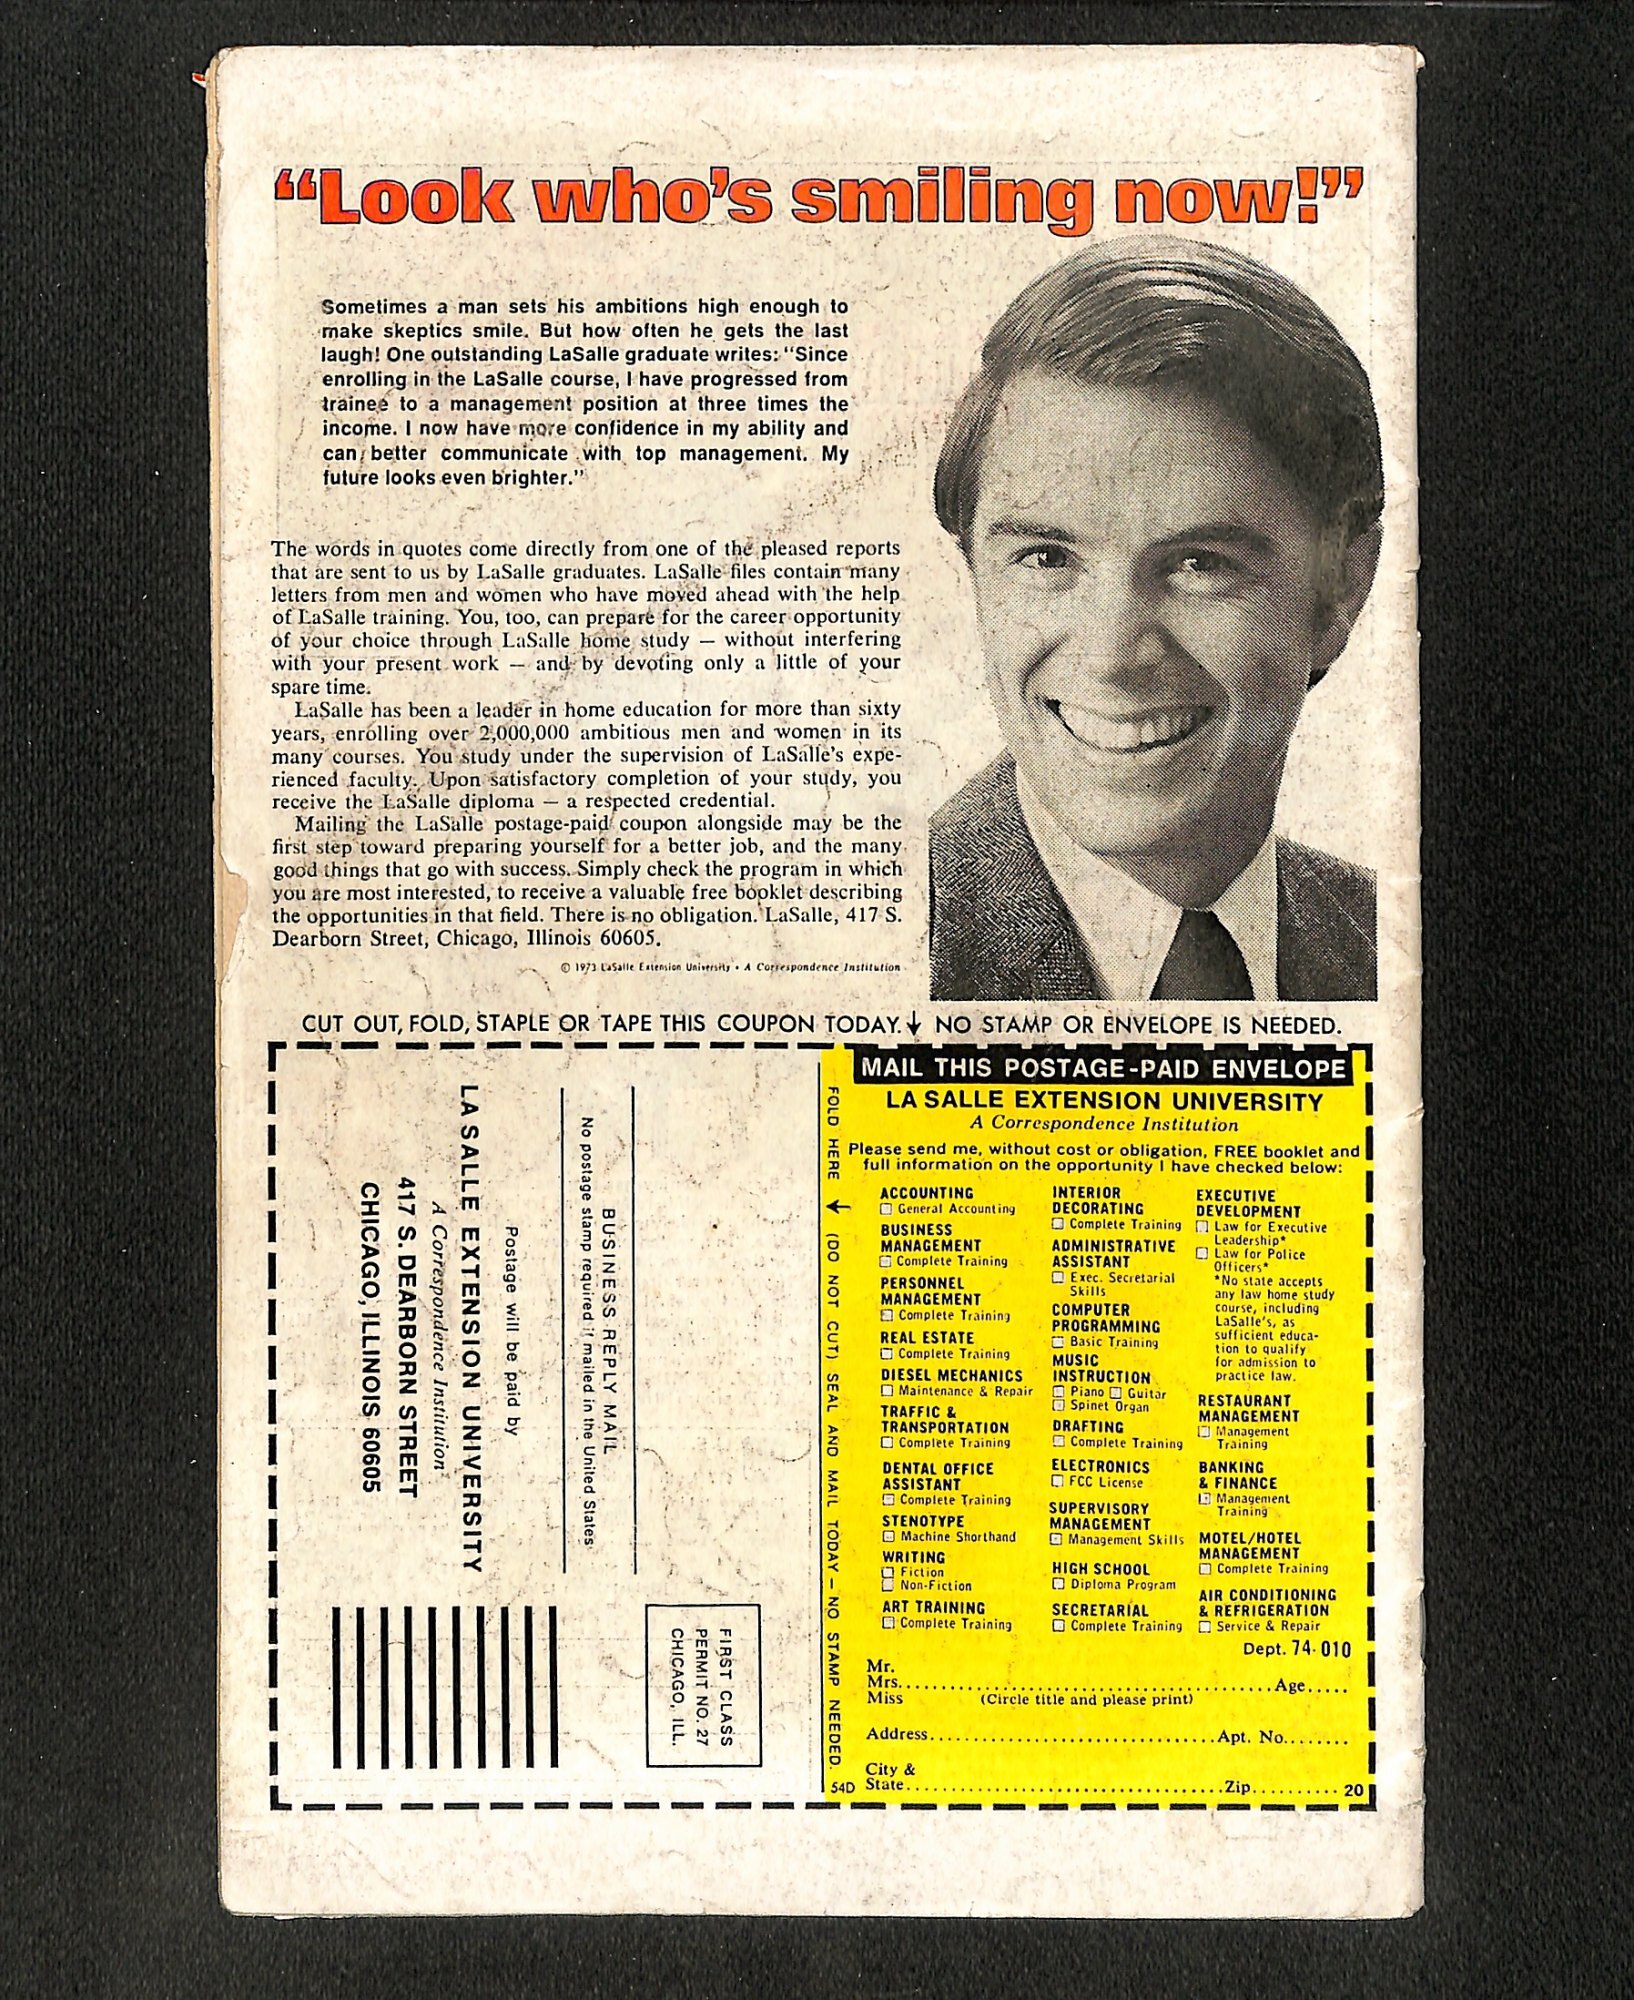 “Look who’s smiling now!”
Sometimes a man sets his ambitions high enough to
make skeptics smile. But how often he gets the last
laugh! One outstanding LaSalle graduate writes: “Since
enrolling in the LaSalle course, I have progressed from
trainee to a management position at three times the
income. I now have more confidence in my ability and
can better communicate with top management. My
future looks even brighter.”
The words in quotes come directly from one of the pleased reports
that are sent to us by LaSalle graduates. LaSalle files contain many
letters from men and women who have moved ahead with the help
of LaSalle training. You, too, can prepare for the career opportunity
of your choice through LaSalle home study — without interfering
with your present work — and by devoting only a little of your
spare time.
LaSalle has been a leader in home education for more than sixty
years, enrolling over 2,000,000 ambitious men and women in its
many courses. You study under the supervision of LaSalle’s expe-
rienced faculty. Upon satisfactory completion of your study, you
receive the LaSalle diploma — a respected credential.
Mailing the LaSalle postage-paid coupon alongside may be the
first step toward preparing yourself for a better job, and the many
good things that go with success. Simply check the program in which
you are most interested, to receive a valuable free booklet describing
the opportunities in that field. There is no obligation. LaSalle, 417 S.
Dearborn Street, Chicago, Illinois 60605.
© 1973 LaSalle Extension University • A Correspondence Institution
CUT OUT, FOLD, STAPLE OR TAPE THIS COUPON TODAY. ↓ NO STAMP OR ENVELOPE IS NEEDED.
FIRST CLASS
PERMIT NO. 27
CHICAGO, ILL.
BUSINESS REPLY MAIL
No postage stamp required if mailed in the United States
Postage will be paid by
LA SALLE EXTENSION UNIVERSITY
A Correspondence Institution
417 S. DEARBORN STREET
CHICAGO, ILLINOIS 60605
FOLD HERE ↓ (DO NOT CUT) SEAL AND MAIL TODAY — NO STAMP NEEDED.
54D
MAIL THIS POSTAGE-PAID ENVELOPE
LA SALLE EXTENSION UNIVERSITY
A Correspondence Institution
Please send me, without cost or obligation, FREE booklet and
full information on the opportunity I have checked below:
ACCOUNTING
☐ General Accounting
BUSINESS
MANAGEMENT
☐ Complete Training
PERSONNEL
MANAGEMENT
☐ Complete Training
REAL ESTATE
☐ Complete Training
DIESEL MECHANICS
☐ Maintenance & Repair
TRAFFIC &
TRANSPORTATION
☐ Complete Training
DENTAL OFFICE
ASSISTANT
☐ Complete Training
STENOTYPE
☐ Machine Shorthand
WRITING
☐ Fiction
☐ Non-Fiction
ART TRAINING
☐ Complete Training
INTERIOR
DECORATING
☐ Complete Training
ADMINISTRATIVE
ASSISTANT
☐ Exec. Secretarial
Skills
COMPUTER
PROGRAMMING
☐ Basic Training
MUSIC
INSTRUCTION
☐ Piano ☐ Guitar
☐ Spinet Organ
DRAFTING
☐ Complete Training
ELECTRONICS
☐ FCC License
SUPERVISORY
MANAGEMENT
☐ Management Skills
HIGH SCHOOL
☐ Diploma Program
SECRETARIAL
☐ Complete Training
EXECUTIVE
DEVELOPMENT
☐ Law for Executive
Leadership*
☐ Law for Police
Officers*
*No state accepts
any law home study
course, including
LaSalle’s, as
sufficient educa-
tion to qualify
for admission to
practice law.
RESTAURANT
MANAGEMENT
☐ Management
Training
BANKING
& FINANCE
☐ Management
Training
MOTEL/HOTEL
MANAGEMENT
☐ Complete Training
AIR CONDITIONING
& REFRIGERATION
☐ Service & Repair
Dept. 74-010
Mr.
Mrs. Age
Miss (Circle title and please print)
Address Apt. No.
City &
State Zip 20